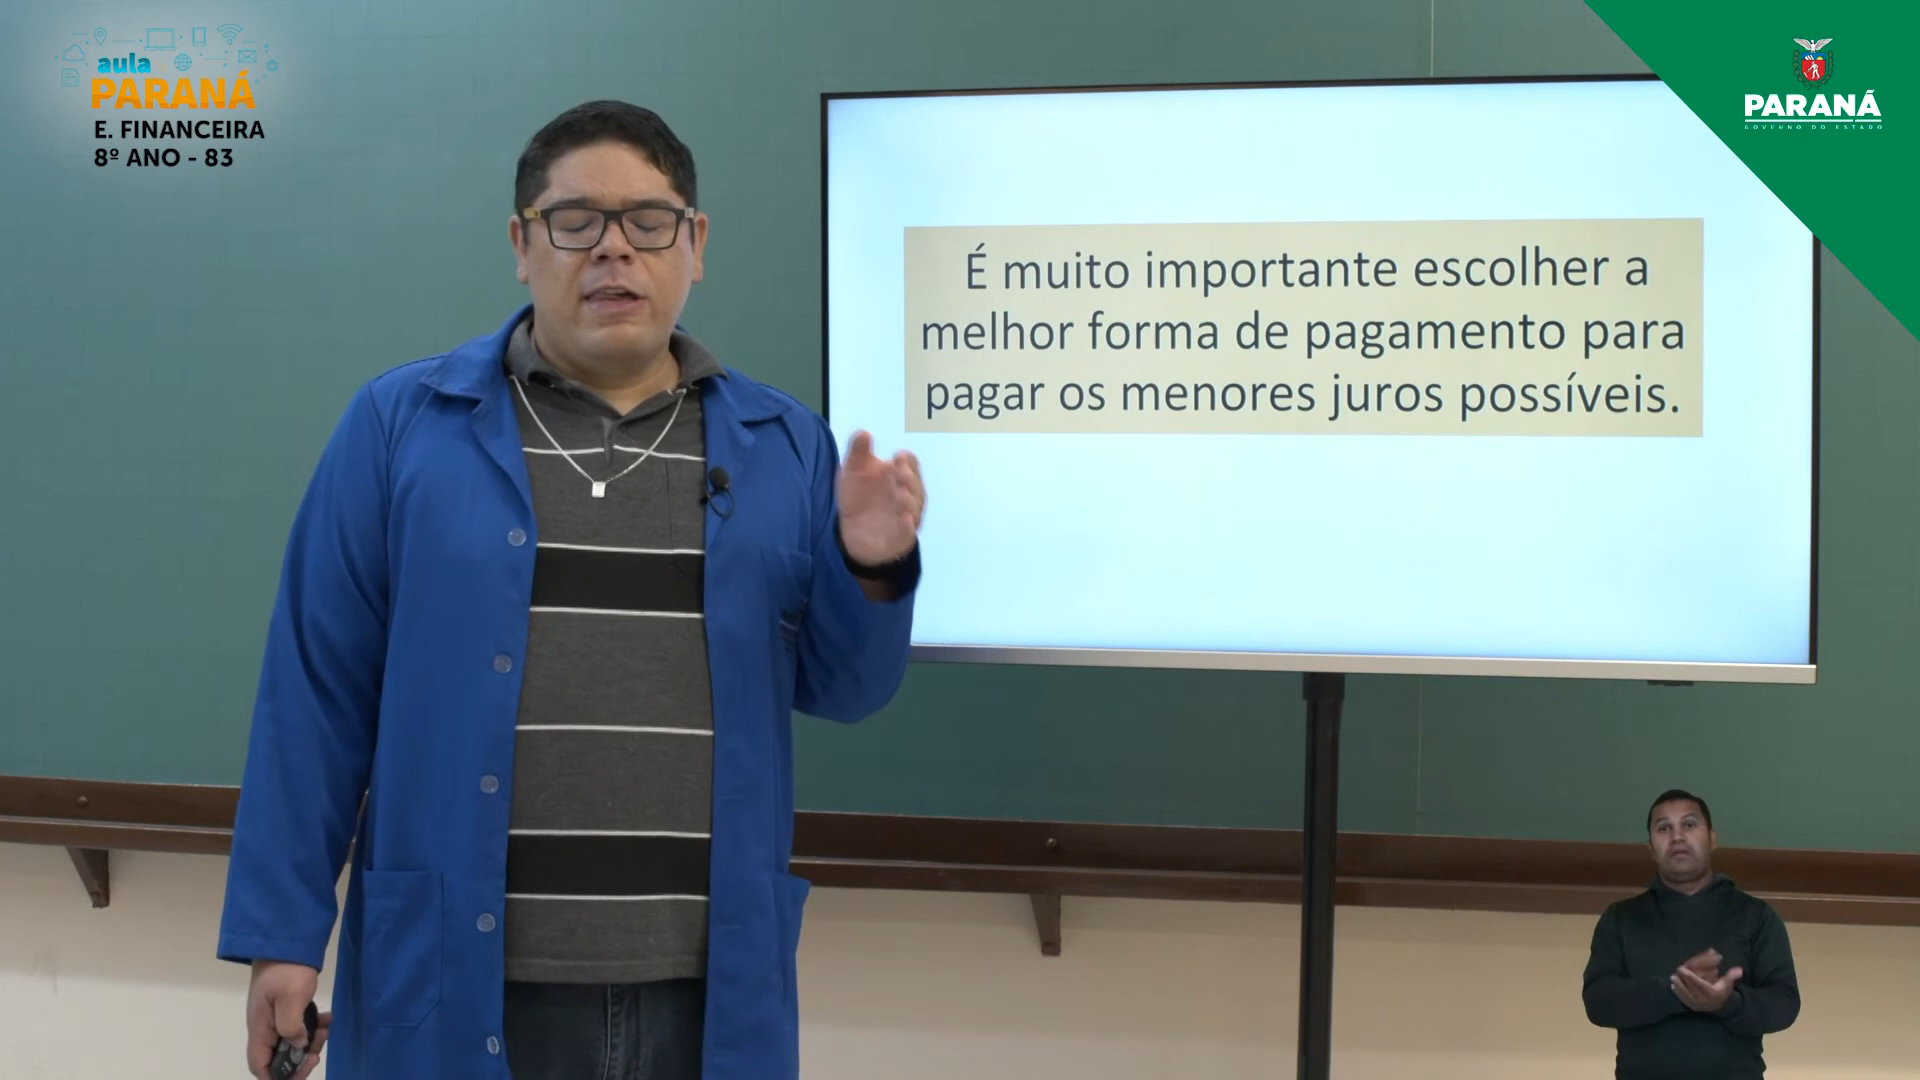 aula
PARANÁ
E. FINANCEIRA
8º ANO - 83
PARANÁ
GOVERNO DO ESTADO
É muito importante escolher a
melhor forma de pagamento para
pagar os menores juros possíveis.